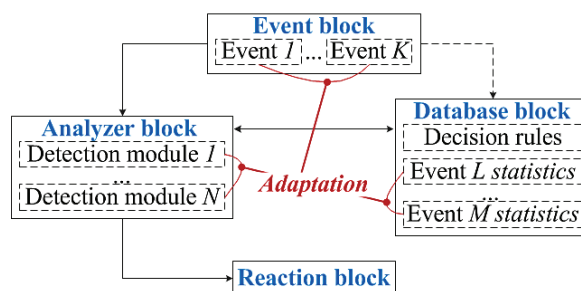 Event block
Event 1 ... Event K
Analyzer block
Detection module 1
...
Detection module N
Adaptation
Database block
Decision rules
Event L statistics
...
Event M statistics
Reaction block